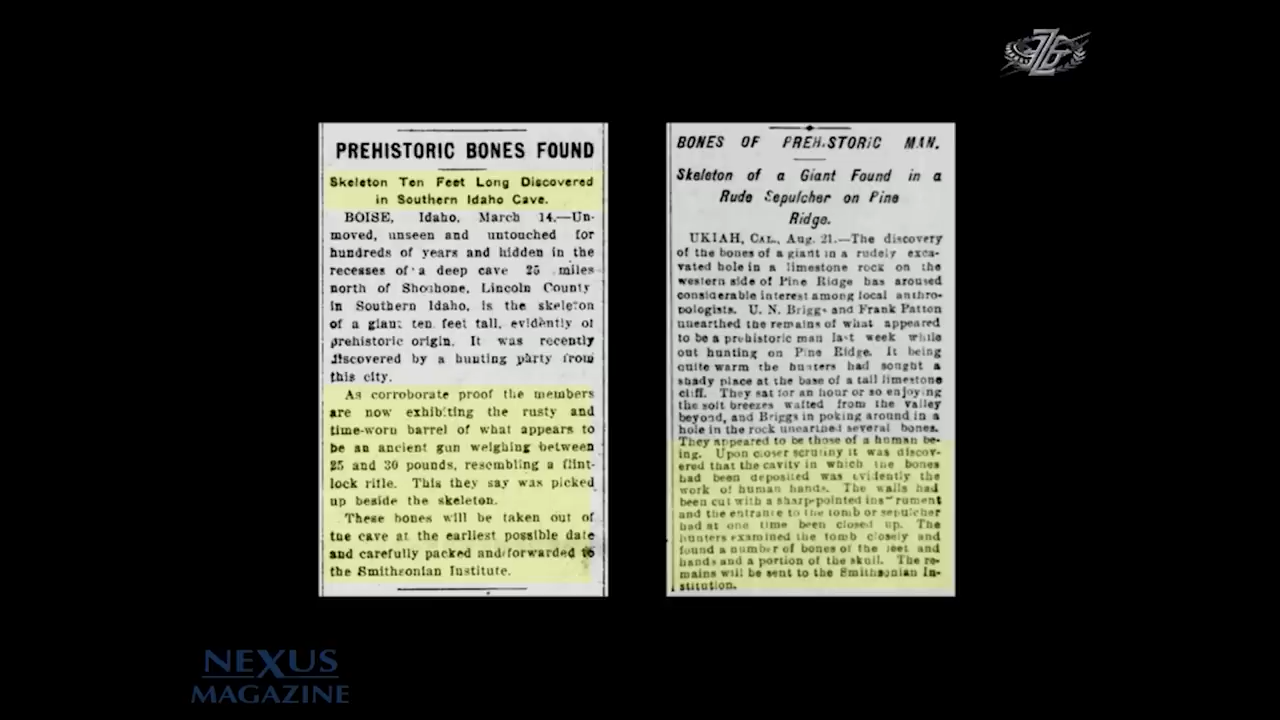 ZG
PREHISTORIC BONES FOUND
Skeleton Ten Feet Long Discovered
in Southern Idaho Cave.
BOISE, Idaho, March 14.—Un-
moved, unseen and untouched for
hundreds of years and hidden in the
recesses of a deep cave 25 miles
north of Shoshone, Lincoln County
in Southern Idaho, is the skeleton
of a giant ten feet tall, evidently of
prehistoric origin. It was recently
discovered by a hunting party from
this city.
As corroborate proof the members
are now exhibiting the rusty and
time-worn barrel of what appears to
be an ancient gun weighing between
25 and 30 pounds, resembling a flint-
lock rifle. This they say was picked
up beside the skeleton.
These bones will be taken out of
the cave at the earliest possible date
and carefully packed and forwarded to
the Smithsonian Institute.
BONES OF PREHISTORIC MAN.
Skeleton of a Giant Found in a
Rude Sepulcher on Pine
Ridge.
UKIAH, CAL., Aug. 21.—The discovery
of the bones of a giant in a rudely exca-
vated hole in a limestone rock on the
western side of Pine Ridge has aroused
considerable interest among local anthro-
pologists. U. N. Briggs and Frank Patton
unearthed the remains of what appeared
to be a prehistoric man last week while
out hunting on Pine Ridge. It being
quite warm the hunters had sought a
shady place at the base of a tall limestone
cliff. They sat for an hour or so enjoying
the soft breezes wafted from the valley
beyond, and Briggs in poking around in a
hole in the rock unearthed several bones.
They appeared to be those of a human be-
ing. Upon closer scrutiny it was discov-
ered that the cavity in which the bones
had been deposited was evidently the
work of human hands. The walls had
been cut with a sharp-pointed instrument
and the entrance to the tomb or sepulcher
had at one time been closed up. The
hunters examined the tomb closely and
found a number of bones of the feet and
hands and a portion of the skull. The re-
mains will be sent to the Smithsonian In-
stitution.
NEXUS
MAGAZINE